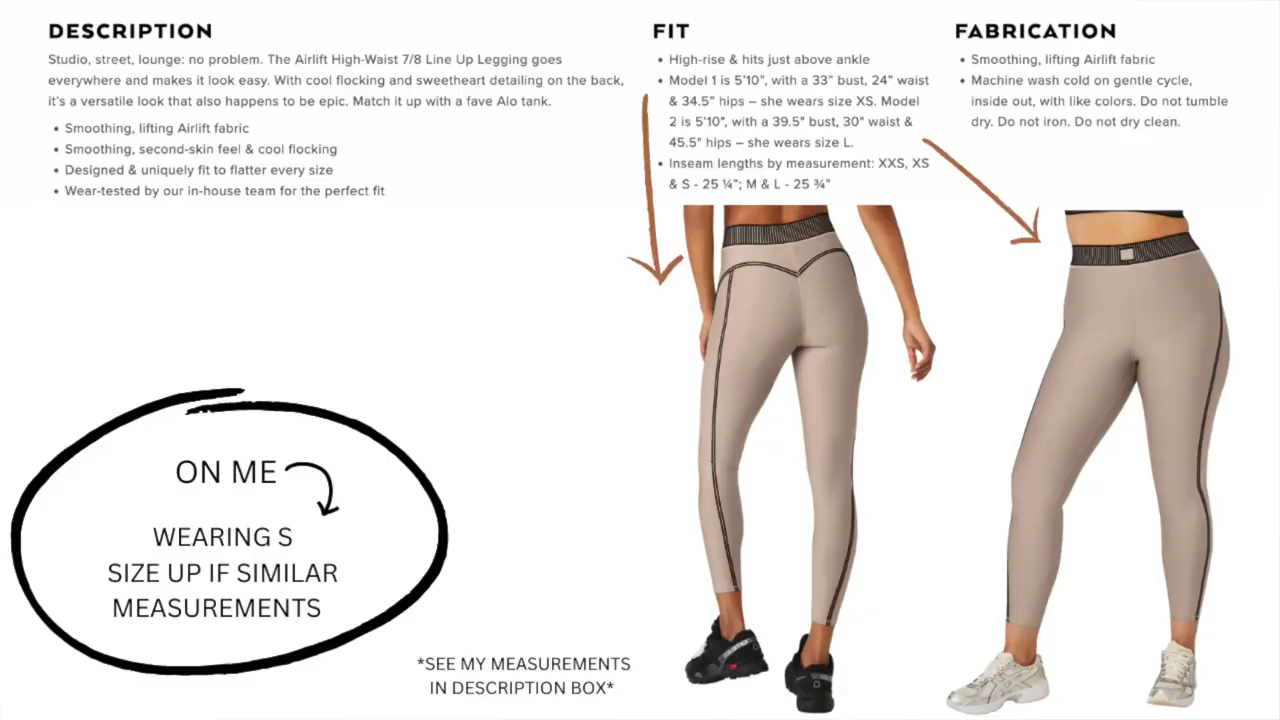 DESCRIPTION
Studio, street, lounge: no problem. The Airlift High-Waist 7/8 Line Up Legging goes
everywhere and makes it look easy. With cool flocking and sweetheart detailing on the back,
it's a versatile look that also happens to be epic. Match it up with a fave Alo tank.
• Smoothing, lifting Airlift fabric
• Smoothing, second-skin feel & cool flocking
• Designed & uniquely fit to flatter every size
• Wear-tested by our in-house team for the perfect fit
FIT
• High-rise & hits just above ankle
• Model 1 is 5'10", with a 33" bust, 24" waist
& 34.5" hips – she wears size XS. Model
2 is 5'10", with a 39.5" bust, 30" waist &
45.5" hips – she wears size L.
• Inseam lengths by measurement: XXS, XS
& S - 25 ¼"; M & L - 25 ¾"
FABRICATION
• Smoothing, lifting Airlift fabric
• Machine wash cold on gentle cycle,
inside out, with like colors. Do not tumble
dry. Do not iron. Do not dry clean.
ON ME
WEARING S
SIZE UP IF SIMILAR
MEASUREMENTS
*SEE MY MEASUREMENTS
IN DESCRIPTION BOX*